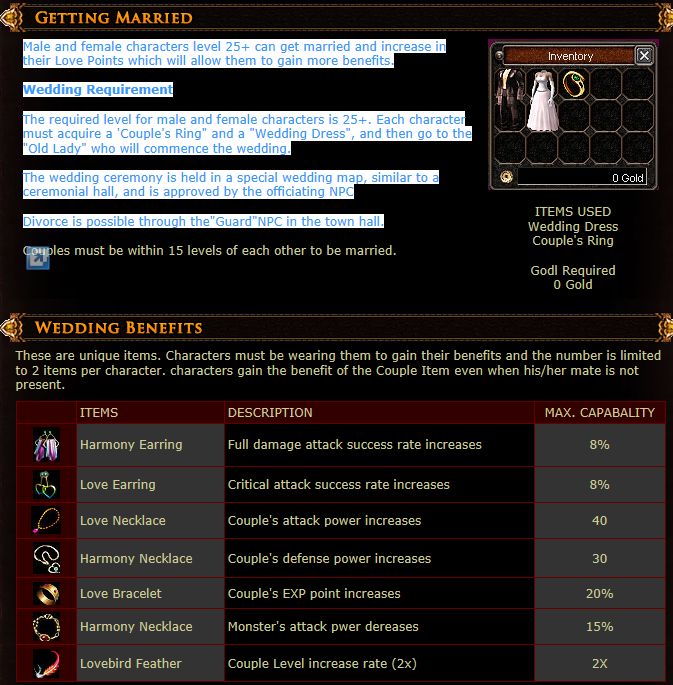 GETTING MARRIED
Male and female characters level 25+ can get married and increase in
their Love Points which will allow them to gain more benefits.
Wedding Requirement
The required level for male and female characters is 25+. Each character
must acquire a 'Couple's Ring" and a "Wedding Dress", and then go to the
"Old Lady" who will commence the wedding.
The wedding ceremony is held in a special wedding map, similar to a
ceremonial hall, and is approved by the officiating NPC
Divorce is possible through the"Guard"NPC in the town hall.
Couples must be within 15 levels of each other to be married.
Inventory
0 Gold
ITEMS USED
Wedding Dress
Couple's Ring
Godl Required
0 Gold
WEDDING BENEFITS
These are unique items. Characters must be wearing them to gain their benefits and the number is limited
to 2 items per character. characters gain the benefit of the Couple Item even when his/her mate is not
present.
ITEMS DESCRIPTION MAX. CAPABALITY
Harmony Earring Full damage attack success rate increases 8%
Love Earring Critical attack success rate increases 8%
Love Necklace Couple's attack power increases 40
Harmony Necklace Couple's defense power increases 30
Love Bracelet Couple's EXP point increases 20%
Harmony Necklace Monster's attack pwer dereases 15%
Lovebird Feather Couple Level increase rate (2x) 2X